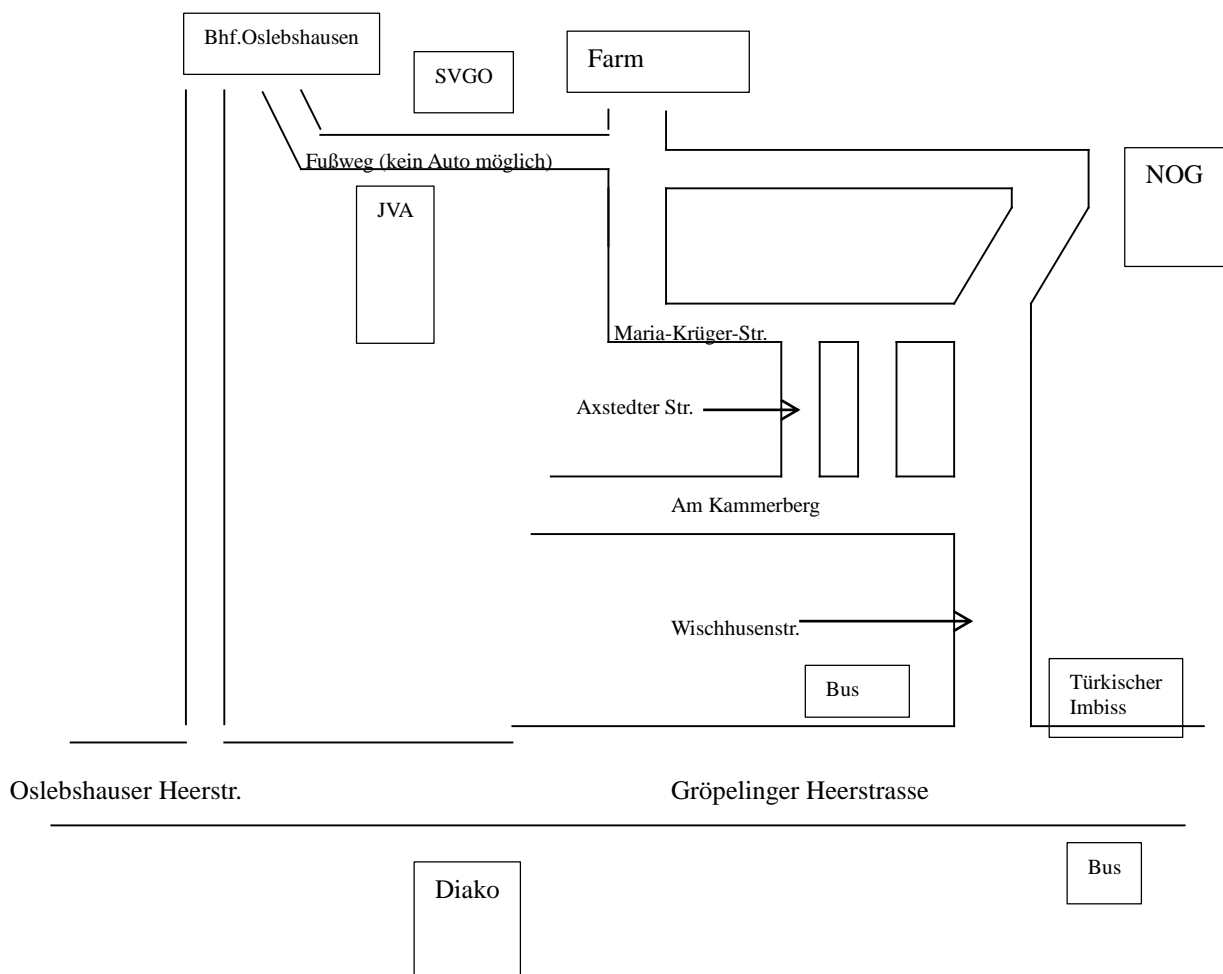 Bhf.Oslebshausen
SVGO
Farm
Fußweg (kein Auto möglich)
NOG
JVA
Maria-Krüger-Str.
Axstedter Str.
Am Kammerberg
Wischhusenstr.
Bus
Türkischer
Imbiss
Oslebshauser Heerstr.
Gröpelinger Heerstrasse
Bus
Diako